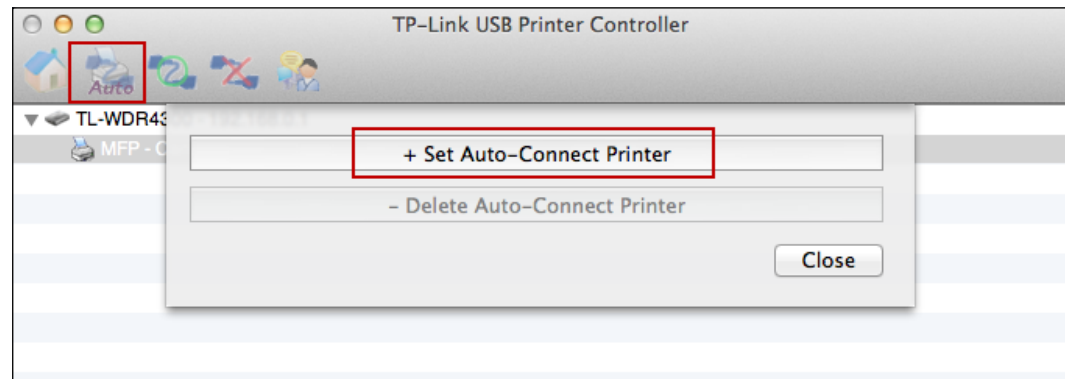 TP-Link USB Printer Controller
Auto
TL-WDR43
MFP - C
+ Set Auto-Connect Printer
- Delete Auto-Connect Printer
Close